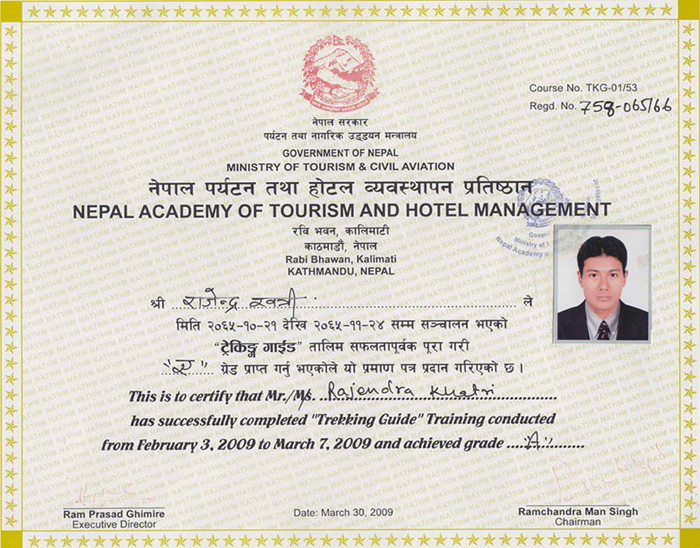 Course No. TKG-01/53
Regd. No. 758-065/66
नेपाल सरकार
पर्यटन तथा नागरिक उड्डयन मन्त्रालय
GOVERNMENT OF NEPAL
MINISTRY OF TOURISM & CIVIL AVIATION
नेपाल पर्यटन तथा होटल व्यवस्थापन प्रतिष्ठान
NEPAL ACADEMY OF TOURISM AND HOTEL MANAGEMENT
रवि भवन, कालिमाटी
काठमाडौं, नेपाल
Rabi Bhawan, Kalimati
KATHMANDU, NEPAL
श्री राजेन्द्र खत्री ले
मिति २०६५-१०-२१ देखि २०६५-११-२४ सम्म सञ्चालन भएको
"ट्रेकिङ्ग गाईड" तालिम सफलतापूर्वक पूरा गरी
"ए" ग्रेड प्राप्त गर्नु भएकोले यो प्रमाण पत्र प्रदान गरिएको छ।
This is to certify that Mr./Ms. Rajendra Khatri
has successfully completed "Trekking Guide" Training conducted
from February 3, 2009 to March 7, 2009 and achieved grade "A"
Ram Prasad Ghimire
Executive Director
Date: March 30, 2009
Ramchandra Man Singh
Chairman